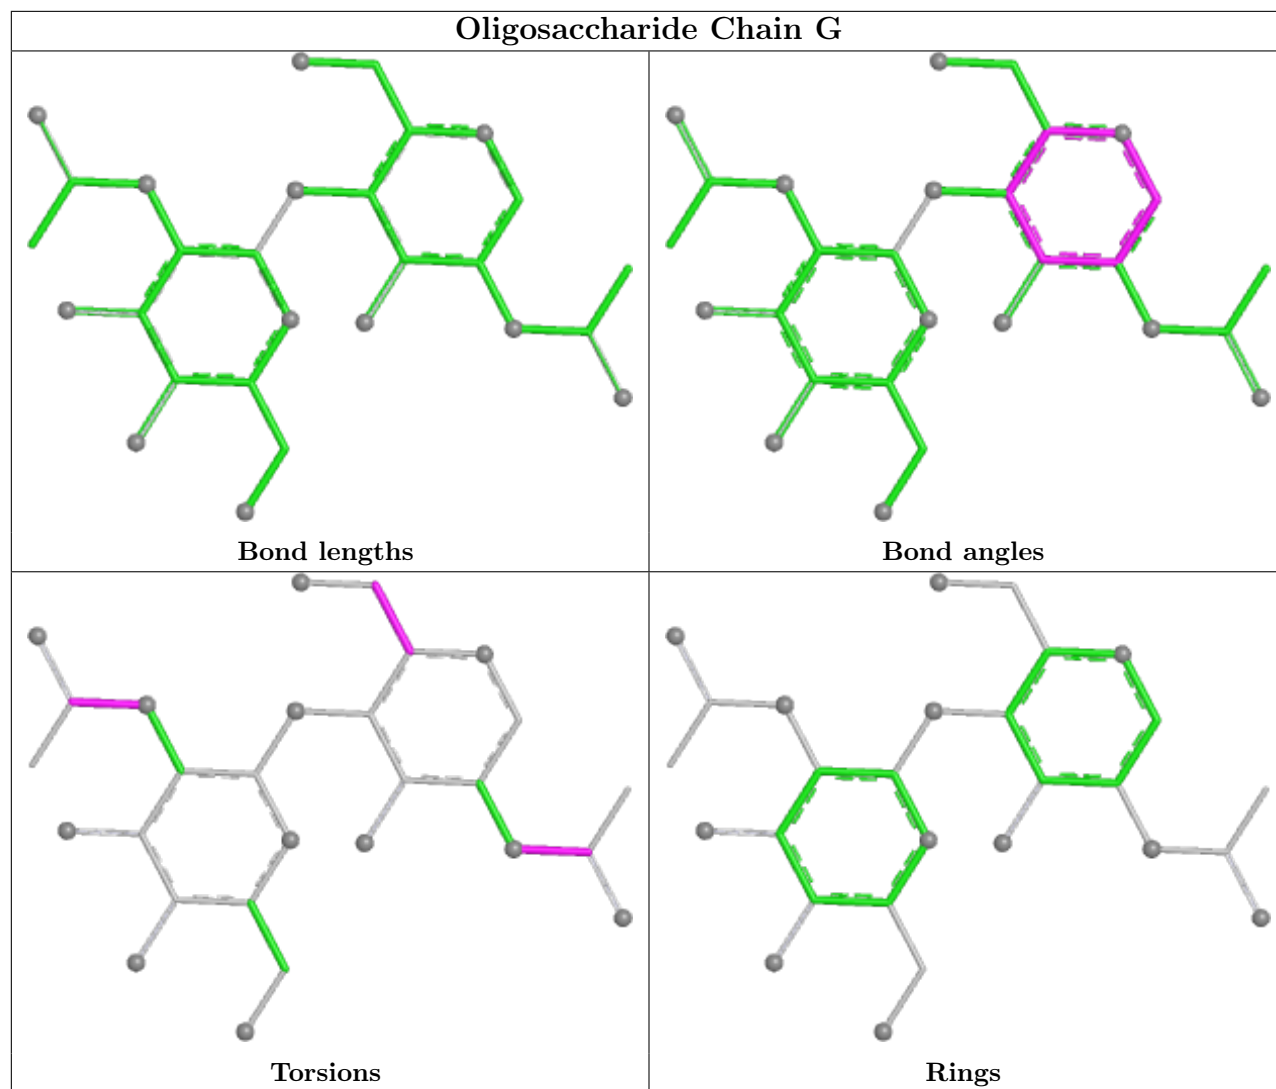 Oligosaccharide Chain G
Bond lengths
Bond angles
Torsions
Rings